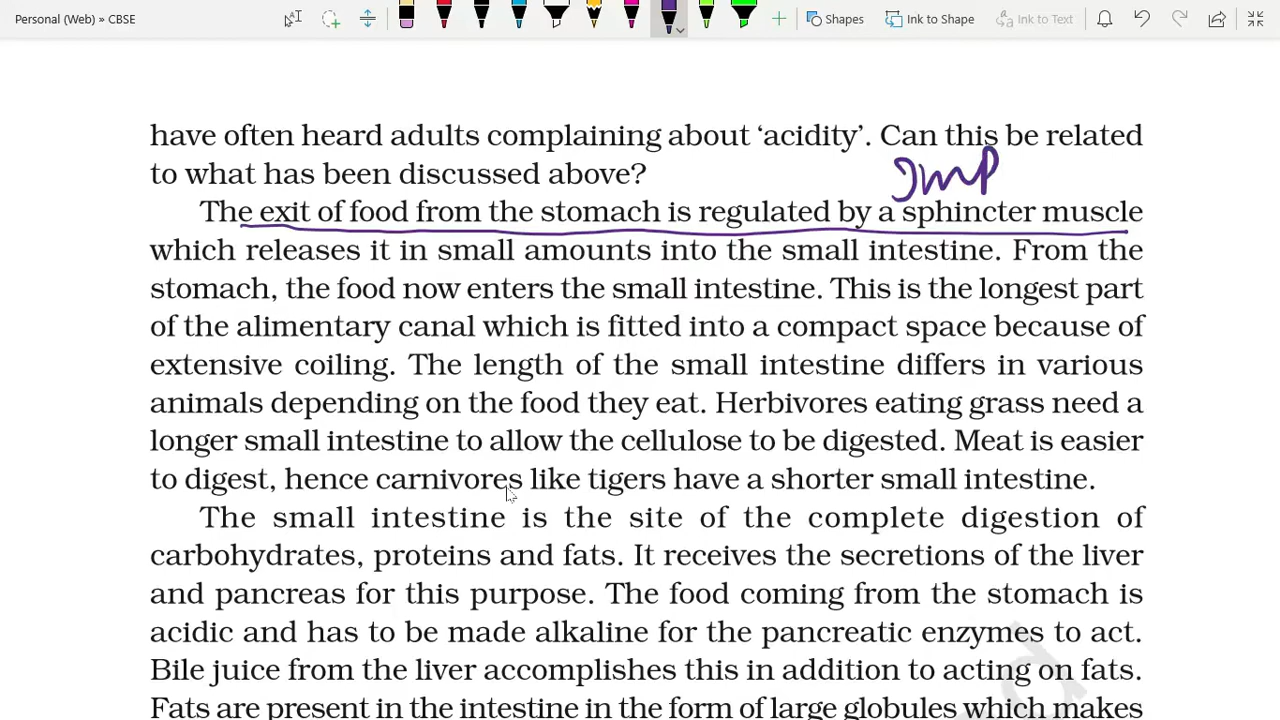 Personal (Web) » CBSE
Shapes
Ink to Shape
Ink to Text
have often heard adults complaining about ‘acidity’. Can this be related
to what has been discussed above?
Imp
The exit of food from the stomach is regulated by a sphincter muscle
which releases it in small amounts into the small intestine. From the
stomach, the food now enters the small intestine. This is the longest part
of the alimentary canal which is fitted into a compact space because of
extensive coiling. The length of the small intestine differs in various
animals depending on the food they eat. Herbivores eating grass need a
longer small intestine to allow the cellulose to be digested. Meat is easier
to digest, hence carnivores like tigers have a shorter small intestine.
The small intestine is the site of the complete digestion of
carbohydrates, proteins and fats. It receives the secretions of the liver
and pancreas for this purpose. The food coming from the stomach is
acidic and has to be made alkaline for the pancreatic enzymes to act.
Bile juice from the liver accomplishes this in addition to acting on fats.
Fats are present in the intestine in the form of large globules which makes